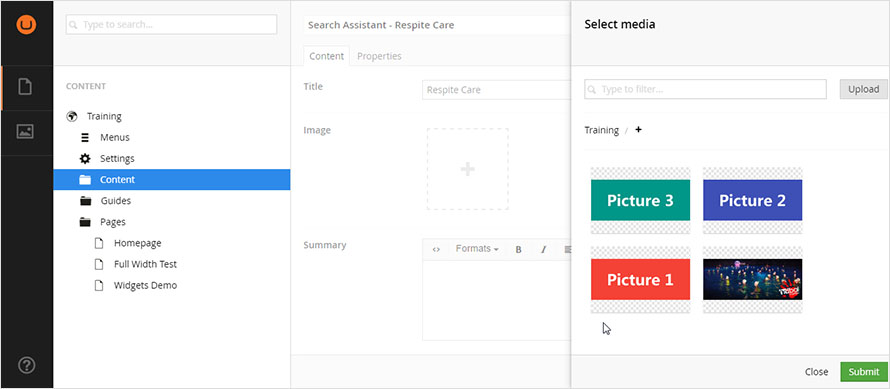 Type to search...
CONTENT
Training
Menus
Settings
Content
Guides
Pages
Homepage
Full Width Test
Widgets Demo
Search Assistant - Respite Care
Content
Properties
Title
Respite Care
Image
Summary
Formats
B
I
Select media
Type to filter...
Upload
Training / +
Picture 3
Picture 2
Picture 1
Close
Submit